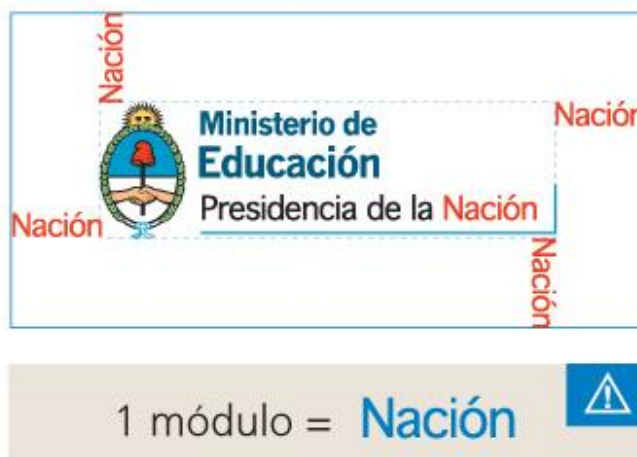 Nación
Ministerio de
Nación
Educación
Presidencia de la Nación
Nación
Nación
1 módulo = Nación